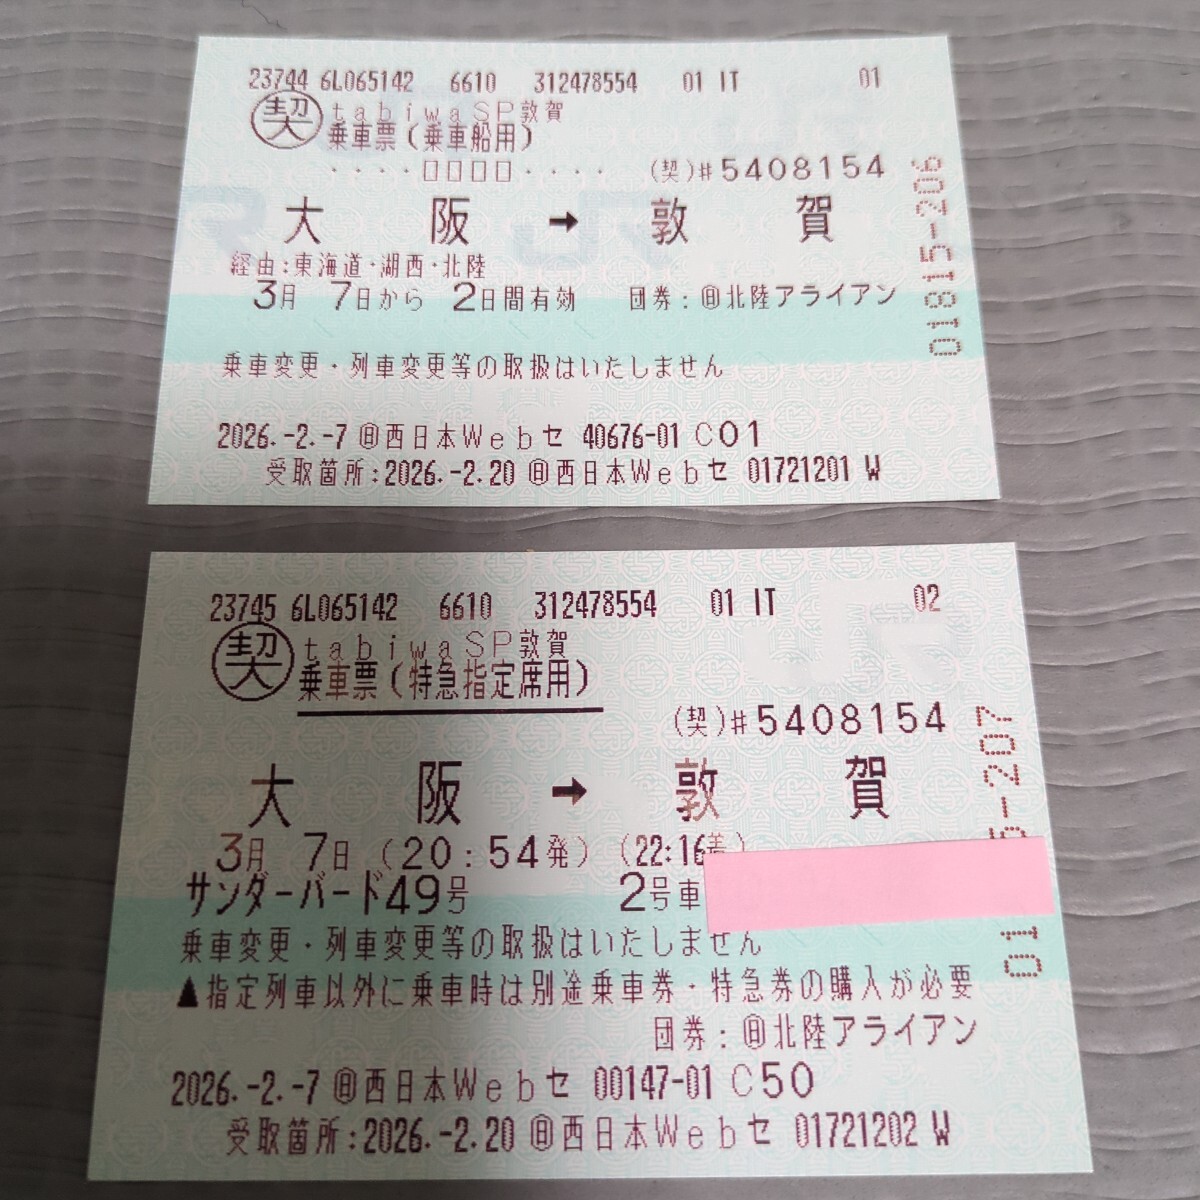 23744 6L065142 6610 312478554 01 IT 01
契 tabiwaSP敦賀
乗車票(乗車船用)
・・・・□□□□・・・・ (契)♯5408154
大阪 → 敦賀
経由:東海道・湖西・北陸
3月 7日から 2日間有効 団券:㊐北陸アライアン
乗車変更・列車変更等の取扱はいたしません
2026.-2.-7 ㊐西日本Webセ 40676-01 C01
受取箇所:2026.-2.20 ㊐西日本Webセ 01721201 W
01815-206
23745 6L065142 6610 312478554 01 IT 02
契 tabiwaSP敦賀
乗車票(特急指定席用)
(契)♯5408154
大阪 → 敦賀
3月 7日(20:54発)(22:16着)
サンダーバード49号 2号車
乗車変更・列車変更等の取扱はいたしません
▲指定列車以外に乗車時は別途乗車券・特急券の購入が必要
団券:㊐北陸アライアン
2026.-2.-7 ㊐西日本Webセ 00147-01 C50
受取箇所:2026.-2.20 ㊐西日本Webセ 01721202 W
01 5-207
JR